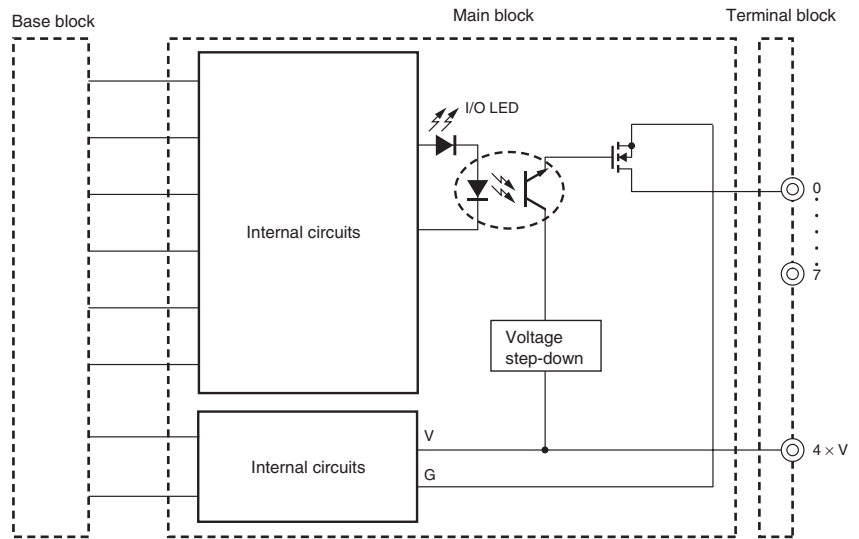 Base block
Main block
Terminal block
I/O LED
Internal circuits
0
7
Voltage
step-down
Internal circuits
V
G
4 × V